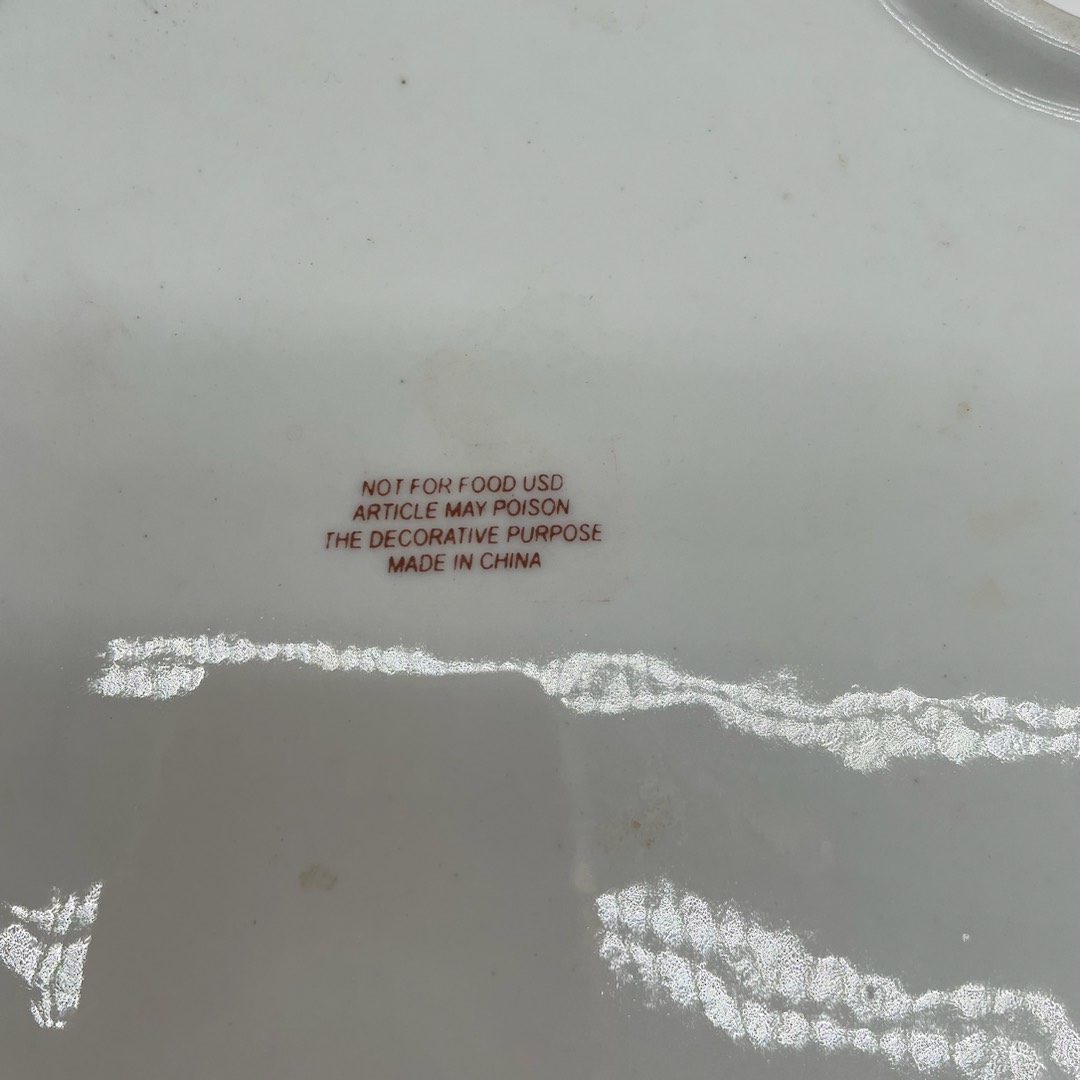 NOT FOR FOOD USD
ARTICLE MAY POISON
THE DECORATIVE PURPOSE
MADE IN CHINA